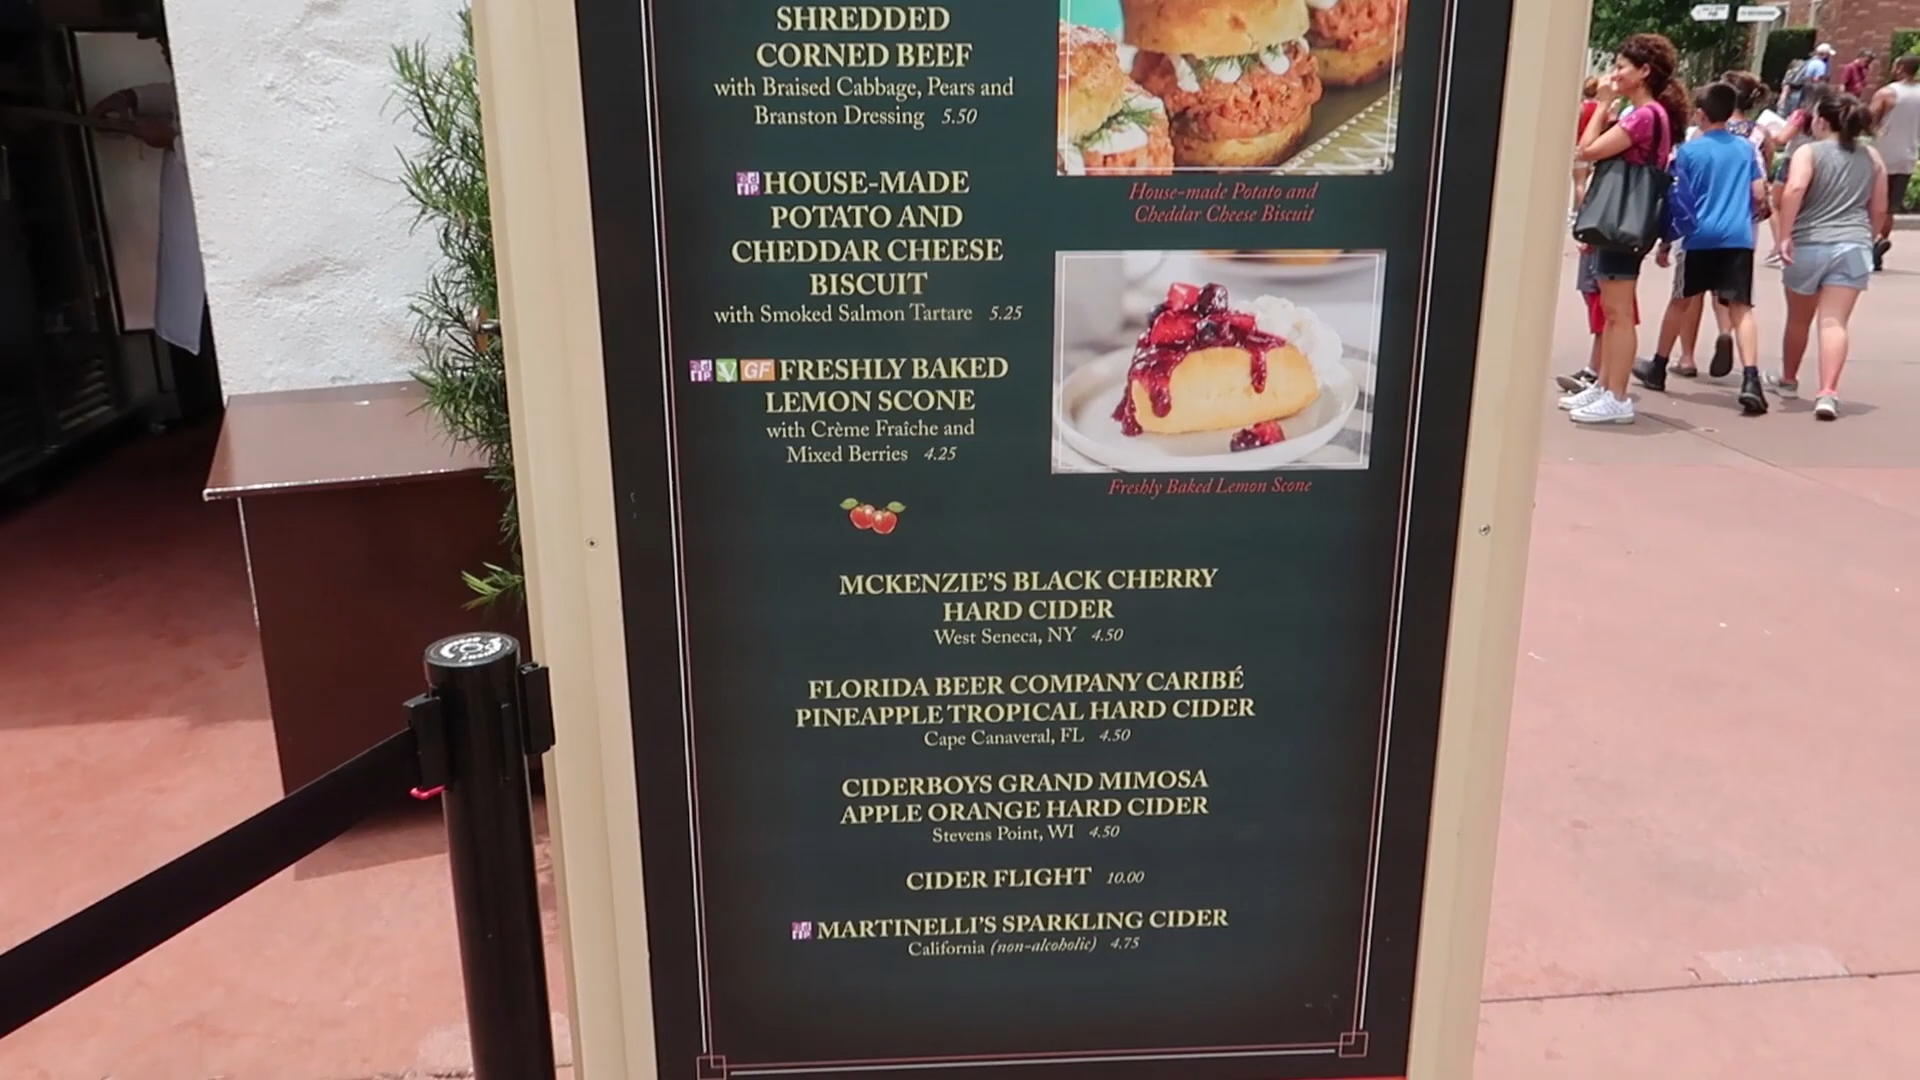 SHREDDED
CORNED BEEF
with Braised Cabbage, Pears and
Branston Dressing 5.50
HOUSE-MADE
POTATO AND
CHEDDAR CHEESE
BISCUIT
with Smoked Salmon Tartare 5.25
House-made Potato and
Cheddar Cheese Biscuit
V GF FRESHLY BAKED
LEMON SCONE
with Crème Fraîche and
Mixed Berries 4.25
Freshly Baked Lemon Scone
MCKENZIE'S BLACK CHERRY
HARD CIDER
West Seneca, NY 4.50
FLORIDA BEER COMPANY CARIBÉ
PINEAPPLE TROPICAL HARD CIDER
Cape Canaveral, FL 4.50
CIDERBOYS GRAND MIMOSA
APPLE ORANGE HARD CIDER
Stevens Point, WI 4.50
CIDER FLIGHT 10.00
MARTINELLI'S SPARKLING CIDER
California (non-alcoholic) 4.75